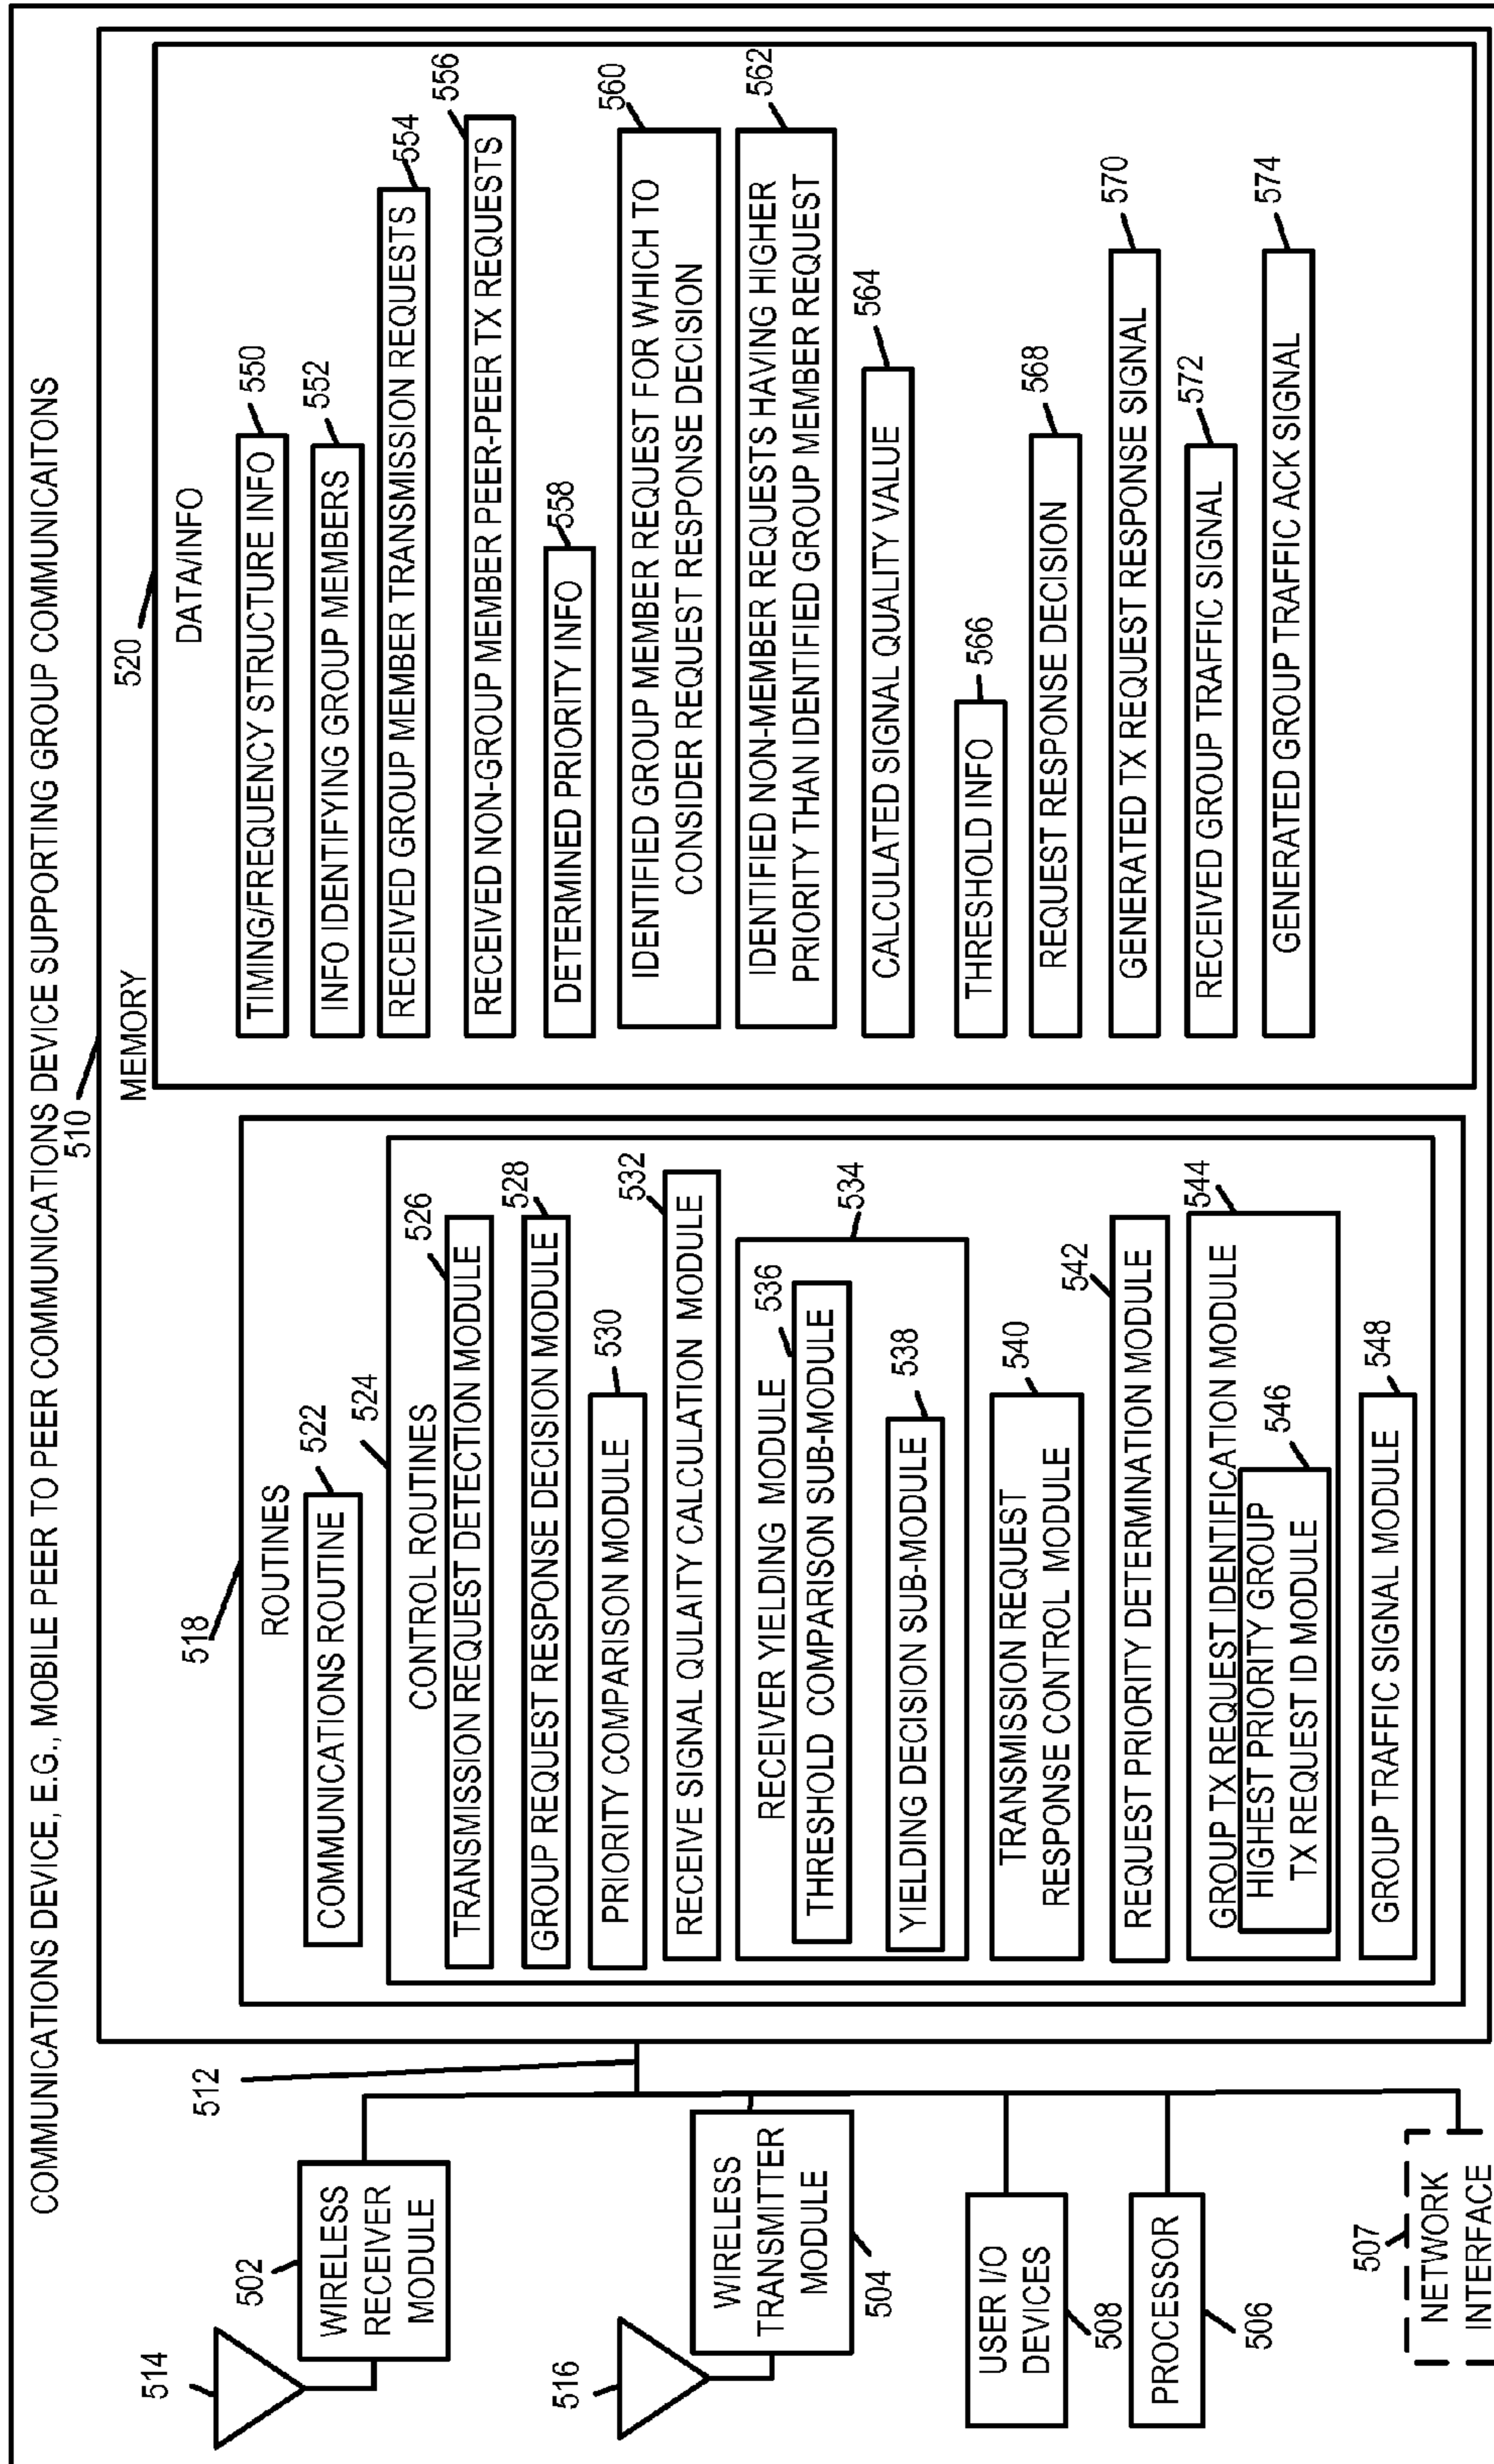 COMMUNICATIONS DEVICE, E.G., MOBILE PEER TO PEER COMMUNICATIONS DEVICE SUPPORTING GROUP COMMUNICAITONS
514
502
WIRELESS
RECEIVER
MODULE
516
WIRELESS
TRANSMITTER
MODULE
504
USER I/O
DEVICES
508
PROCESSOR
506
507
NETWORK
INTERFACE
512
510
MEMORY
518
ROUTINES
COMMUNICATIONS ROUTINE
522
524
CONTROL ROUTINES
526
TRANSMISSION REQUEST DETECTION MODULE
528
GROUP REQUEST RESPONSE DECISION MODULE
530
PRIORITY COMPARISON MODULE
532
RECEIVE SIGNAL QULAITY CALCULATION MODULE
534
RECEIVER YIELDING MODULE
536
THRESHOLD COMPARISON SUB-MODULE
538
YIELDING DECISION SUB-MODULE
540
TRANSMISSION REQUEST
RESPONSE CONTROL MODULE
542
REQUEST PRIORITY DETERMINATION MODULE
544
GROUP TX REQUEST IDENTIFICATION MODULE
546
HIGHEST PRIORITY GROUP
TX REQUEST ID MODULE
548
GROUP TRAFFIC SIGNAL MODULE
520
DATA/INFO
TIMING/FREQUENCY STRUCTURE INFO
550
INFO IDENTIFYING GROUP MEMBERS
552
RECEIVED GROUP MEMBER TRANSMISSION REQUESTS
554
RECEIVED NON-GROUP MEMBER PEER-PEER TX REQUESTS
556
DETERMINED PRIORITY INFO
558
IDENTIFIED GROUP MEMBER REQUEST FOR WHICH TO
CONSIDER REQUEST RESPONSE DECISION
560
IDENTIFIED NON-MEMBER REQUESTS HAVING HIGHER
PRIORITY THAN IDENTIFIED GROUP MEMBER REQUEST
562
CALCULATED SIGNAL QUALITY VALUE
564
THRESHOLD INFO
566
REQUEST RESPONSE DECISION
568
GENERATED TX REQUEST RESPONSE SIGNAL
570
RECEIVED GROUP TRAFFIC SIGNAL
572
GENERATED GROUP TRAFFIC ACK SIGNAL
574